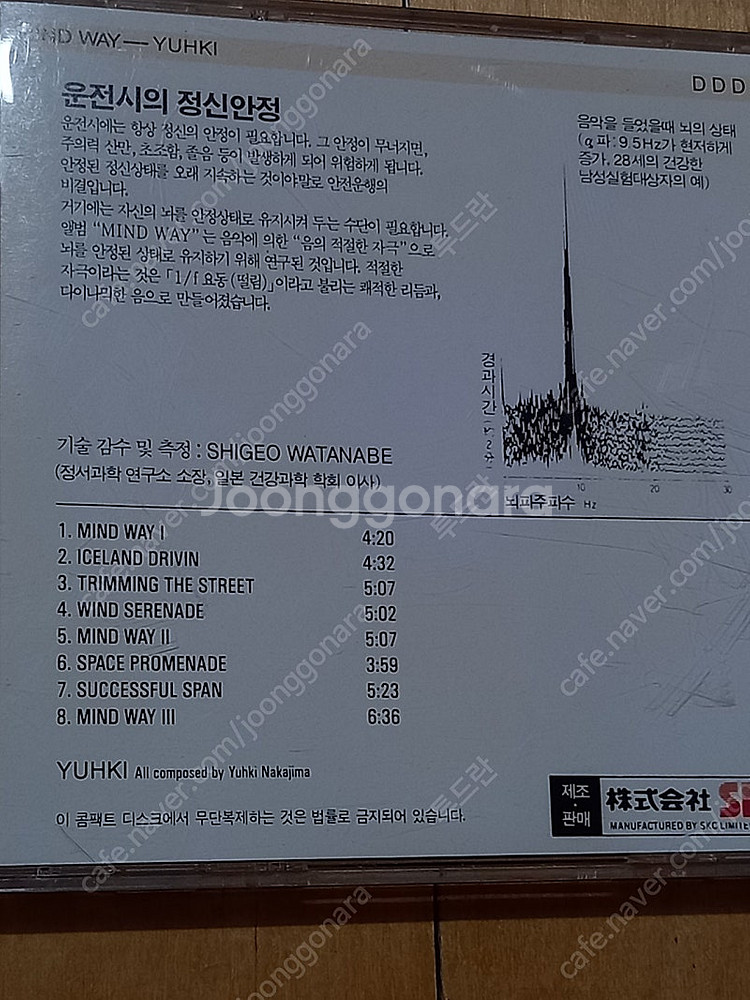 MIND WAY — YUHKI
DDD
운전시의 정신안정
운전시에는 항상 정신의 안정이 필요합니다. 그 안정이 무너지면,
주의력 산만, 초조함, 졸음 등이 발생하게 되어 위험하게 됩니다.
안정된 정신상태를 오래 지속하는 것이야말로 안전운행의
비결입니다.
거기에는 자신의 뇌를 안정상태로 유지시켜 두는 수단이 필요합니다.
앨범 “MIND WAY”는 음악에 의한 “음의 적절한 자극”으로
뇌를 안정된 상태로 유지하기 위해 연구된 것입니다. 적절한
자극이라는 것은 「1/f 요동(떨림)」이라고 불리는 쾌적한 리듬과,
다이나믹한 음으로 만들어졌습니다.
음악을 들었을때 뇌의 상태
(α파: 9.5Hz가 현저하게
증가, 28세의 건강한
남성실험대상자의 예)
경과시간
10 20 30
뇌파주파수 Hz
기술 감수 및 측정 : SHIGEO WATANABE
(정서과학 연구소 소장, 일본 건강과학 학회 이사)
1. MIND WAY I 4:20
2. ICELAND DRIVIN 4:32
3. TRIMMING THE STREET 5:07
4. WIND SERENADE 5:02
5. MIND WAY II 5:07
6. SPACE PROMENADE 3:59
7. SUCCESSFUL SPAN 5:23
8. MIND WAY III 6:36
YUHKI All composed by Yuhki Nakajima
이 콤팩트 디스크에서 무단복제하는 것은 법률로 금지되어 있습니다.
제조·판매
株式会社
MANUFACTURED BY SKC LIMITE
Joonggonara
cafe.naver.com/joonggonara
투드란